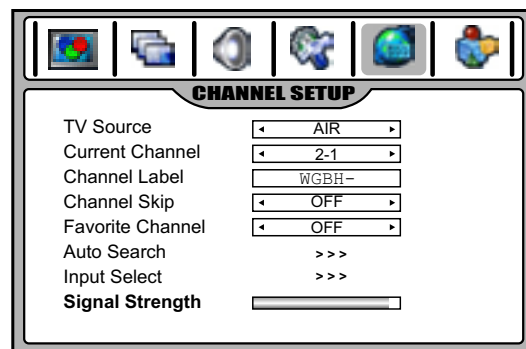 CHANNEL SETUP
TV Source AIR
Current Channel 2-1
Channel Label WGBH-
Channel Skip OFF
Favorite Channel OFF
Auto Search >>>
Input Select >>>
Signal Strength